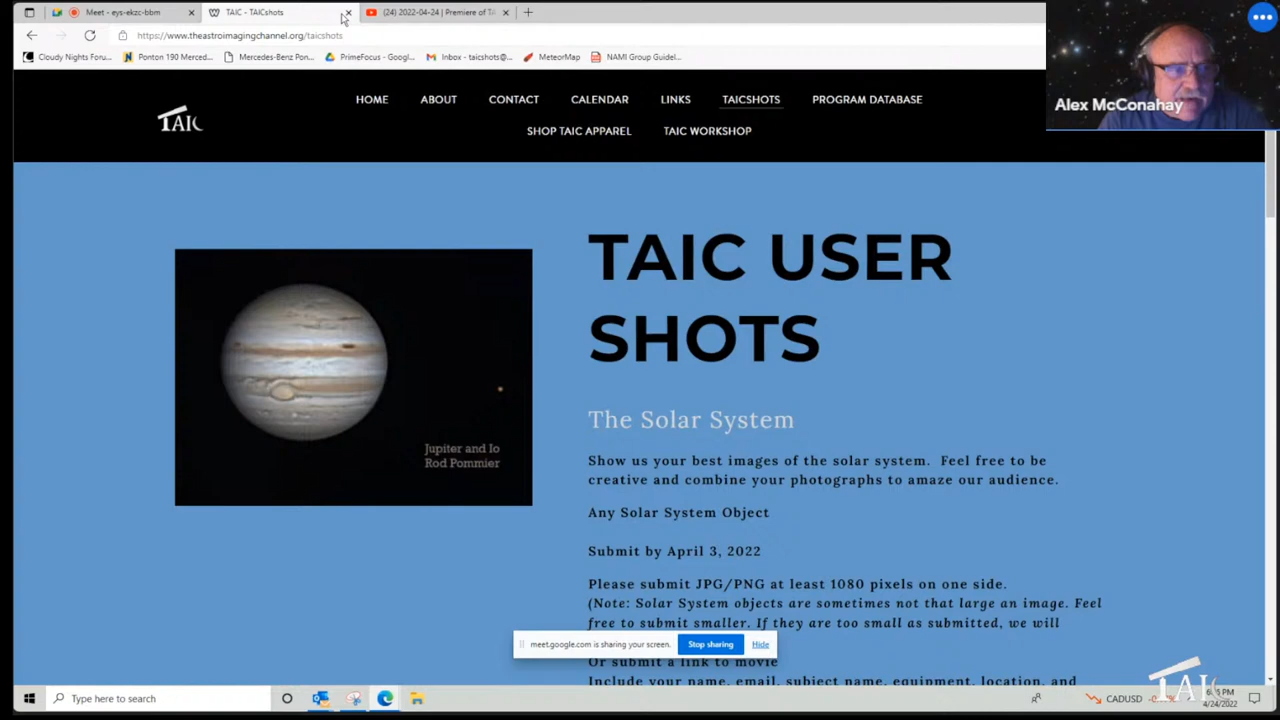 Meet - eys-ekzc-bbm
TAIC - TAICshots
(24) 2022-04-24 | Premiere of TA
https://www.theastroimagingchannel.org/taicshots
Cloudy Nights Foru...
Ponton 190 Merced...
Mercedes-Benz Pon...
PrimeFocus - Googl...
Inbox - taicshots@...
MeteorMap
NAMI Group Guidel...
Alex McConahay
TAIC
HOME
ABOUT
CONTACT
CALENDAR
LINKS
TAICSHOTS
PROGRAM DATABASE
SHOP TAIC APPAREL
TAIC WORKSHOP
TAIC USER
SHOTS
Jupiter and Io
Rod Pommier
The Solar System
Show us your best images of the solar system. Feel free to be
creative and combine your photographs to amaze our audience.
Any Solar System Object
Submit by April 3, 2022
Please submit JPG/PNG at least 1080 pixels on one side.
(Note: Solar System objects are sometimes not that large an image. Feel
free to submit smaller. If they are too small as submitted, we will
meet.google.com is sharing your screen.
Stop sharing
Hide
Or submit a link to movie
Include your name, email, subject name, equipment, location, and
Type here to search
CADUSD
TAIC
PM
4/24/2022